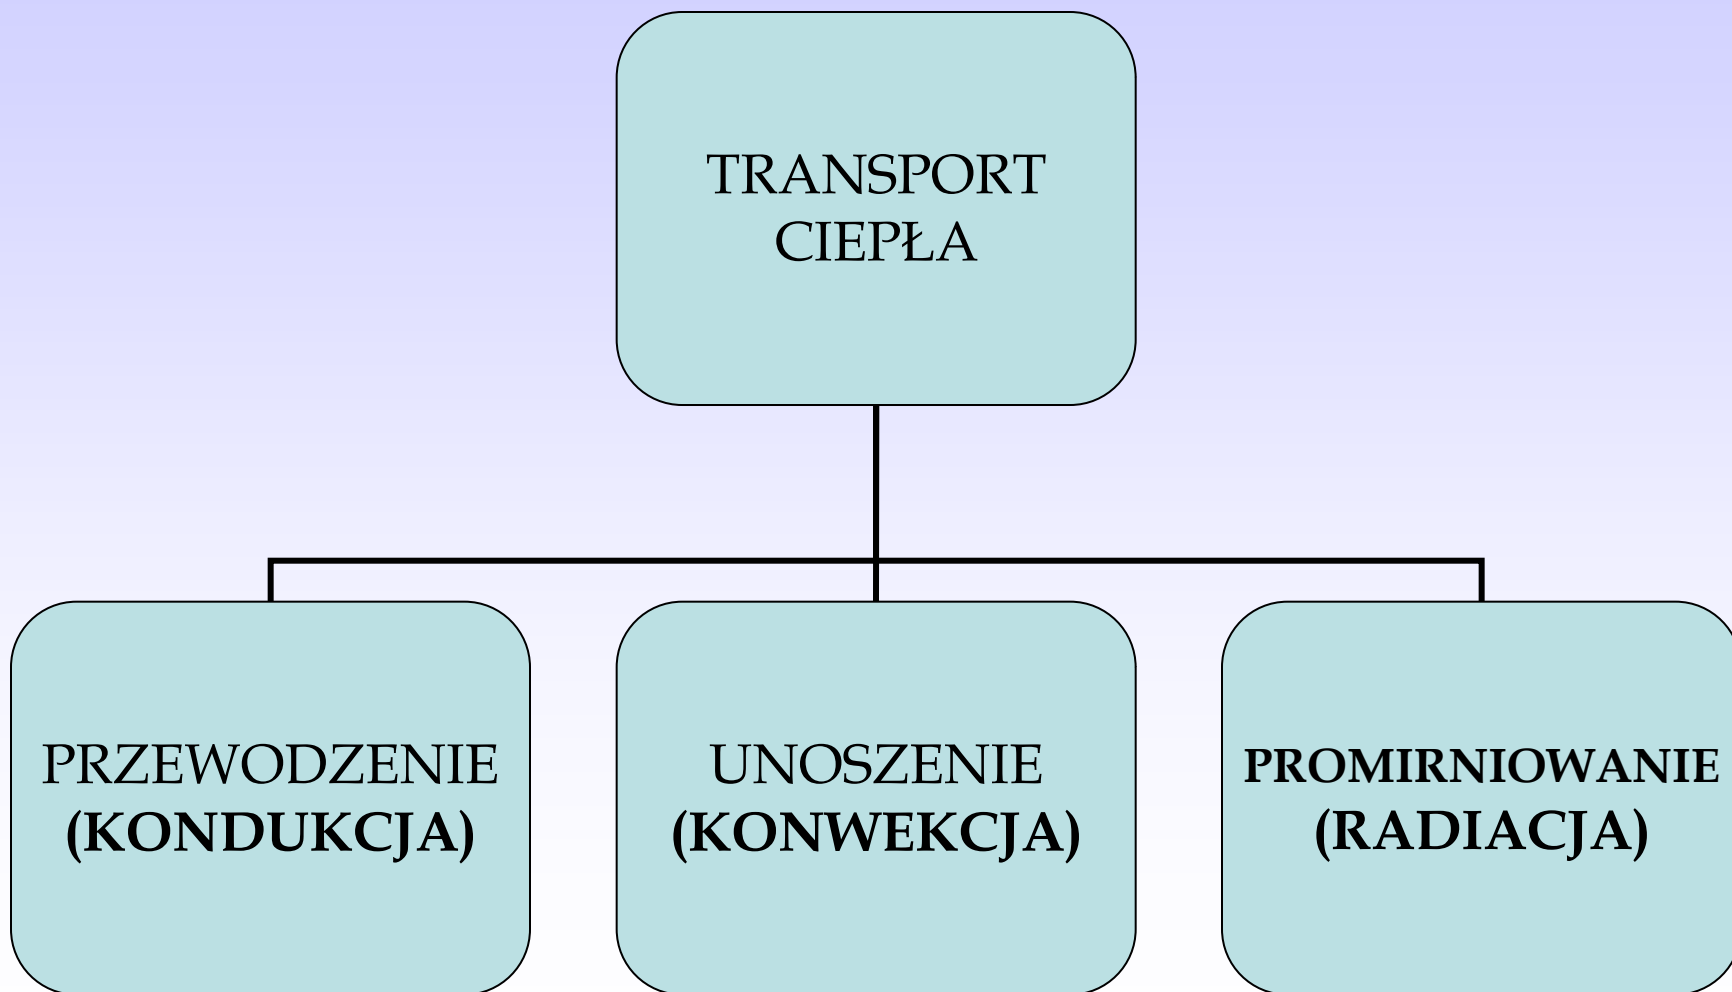 TRANSPORT
CIEPŁA
PRZEWODZENIE
(KONDUKCJA)
UNOSZENIE
(KONWEKCJA)
PROMIRNIOWANIE
(RADIACJA)